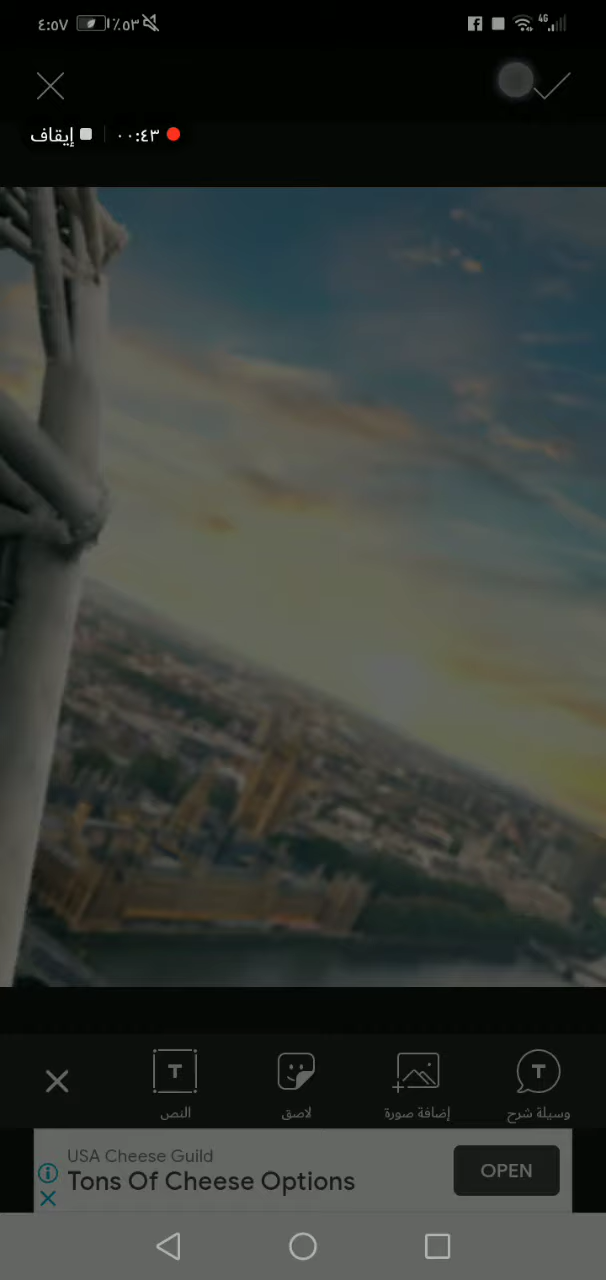 ٤:٥٧ ٪٥٣ 4G
إيقاف ٠٠:٤٣
T T
النص لاصق إضافة صورة وسيلة شرح
USA Cheese Guild
Tons Of Cheese Options
OPEN